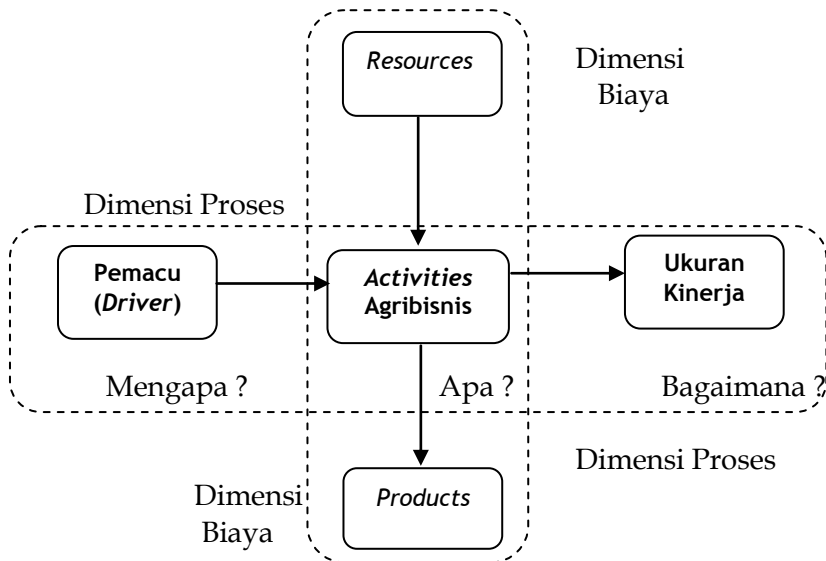 Resources
Dimensi
Biaya
Dimensi Proses
Pemacu
(Driver)
Activities
Agribisnis
Ukuran
Kinerja
Mengapa ?
Apa ?
Bagaimana ?
Dimensi Proses
Dimensi
Biaya
Products